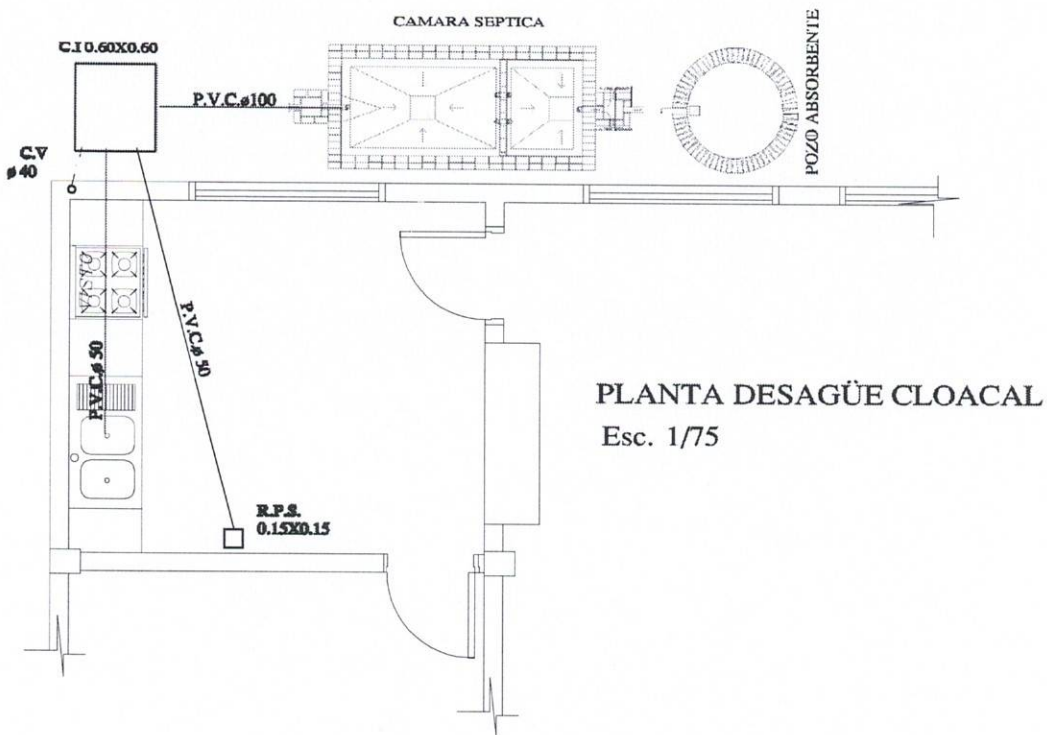 CAMARA SEPTICA
C.I 0.60X0.60
P.V.C.ø100
POZO ABSORBENTE
C.V
ø 40
P.V.C.ø 50
P.V.C.ø 50
R.P.S.
0.15X0.15
PLANTA DESAGÜE CLOACAL
Esc. 1/75